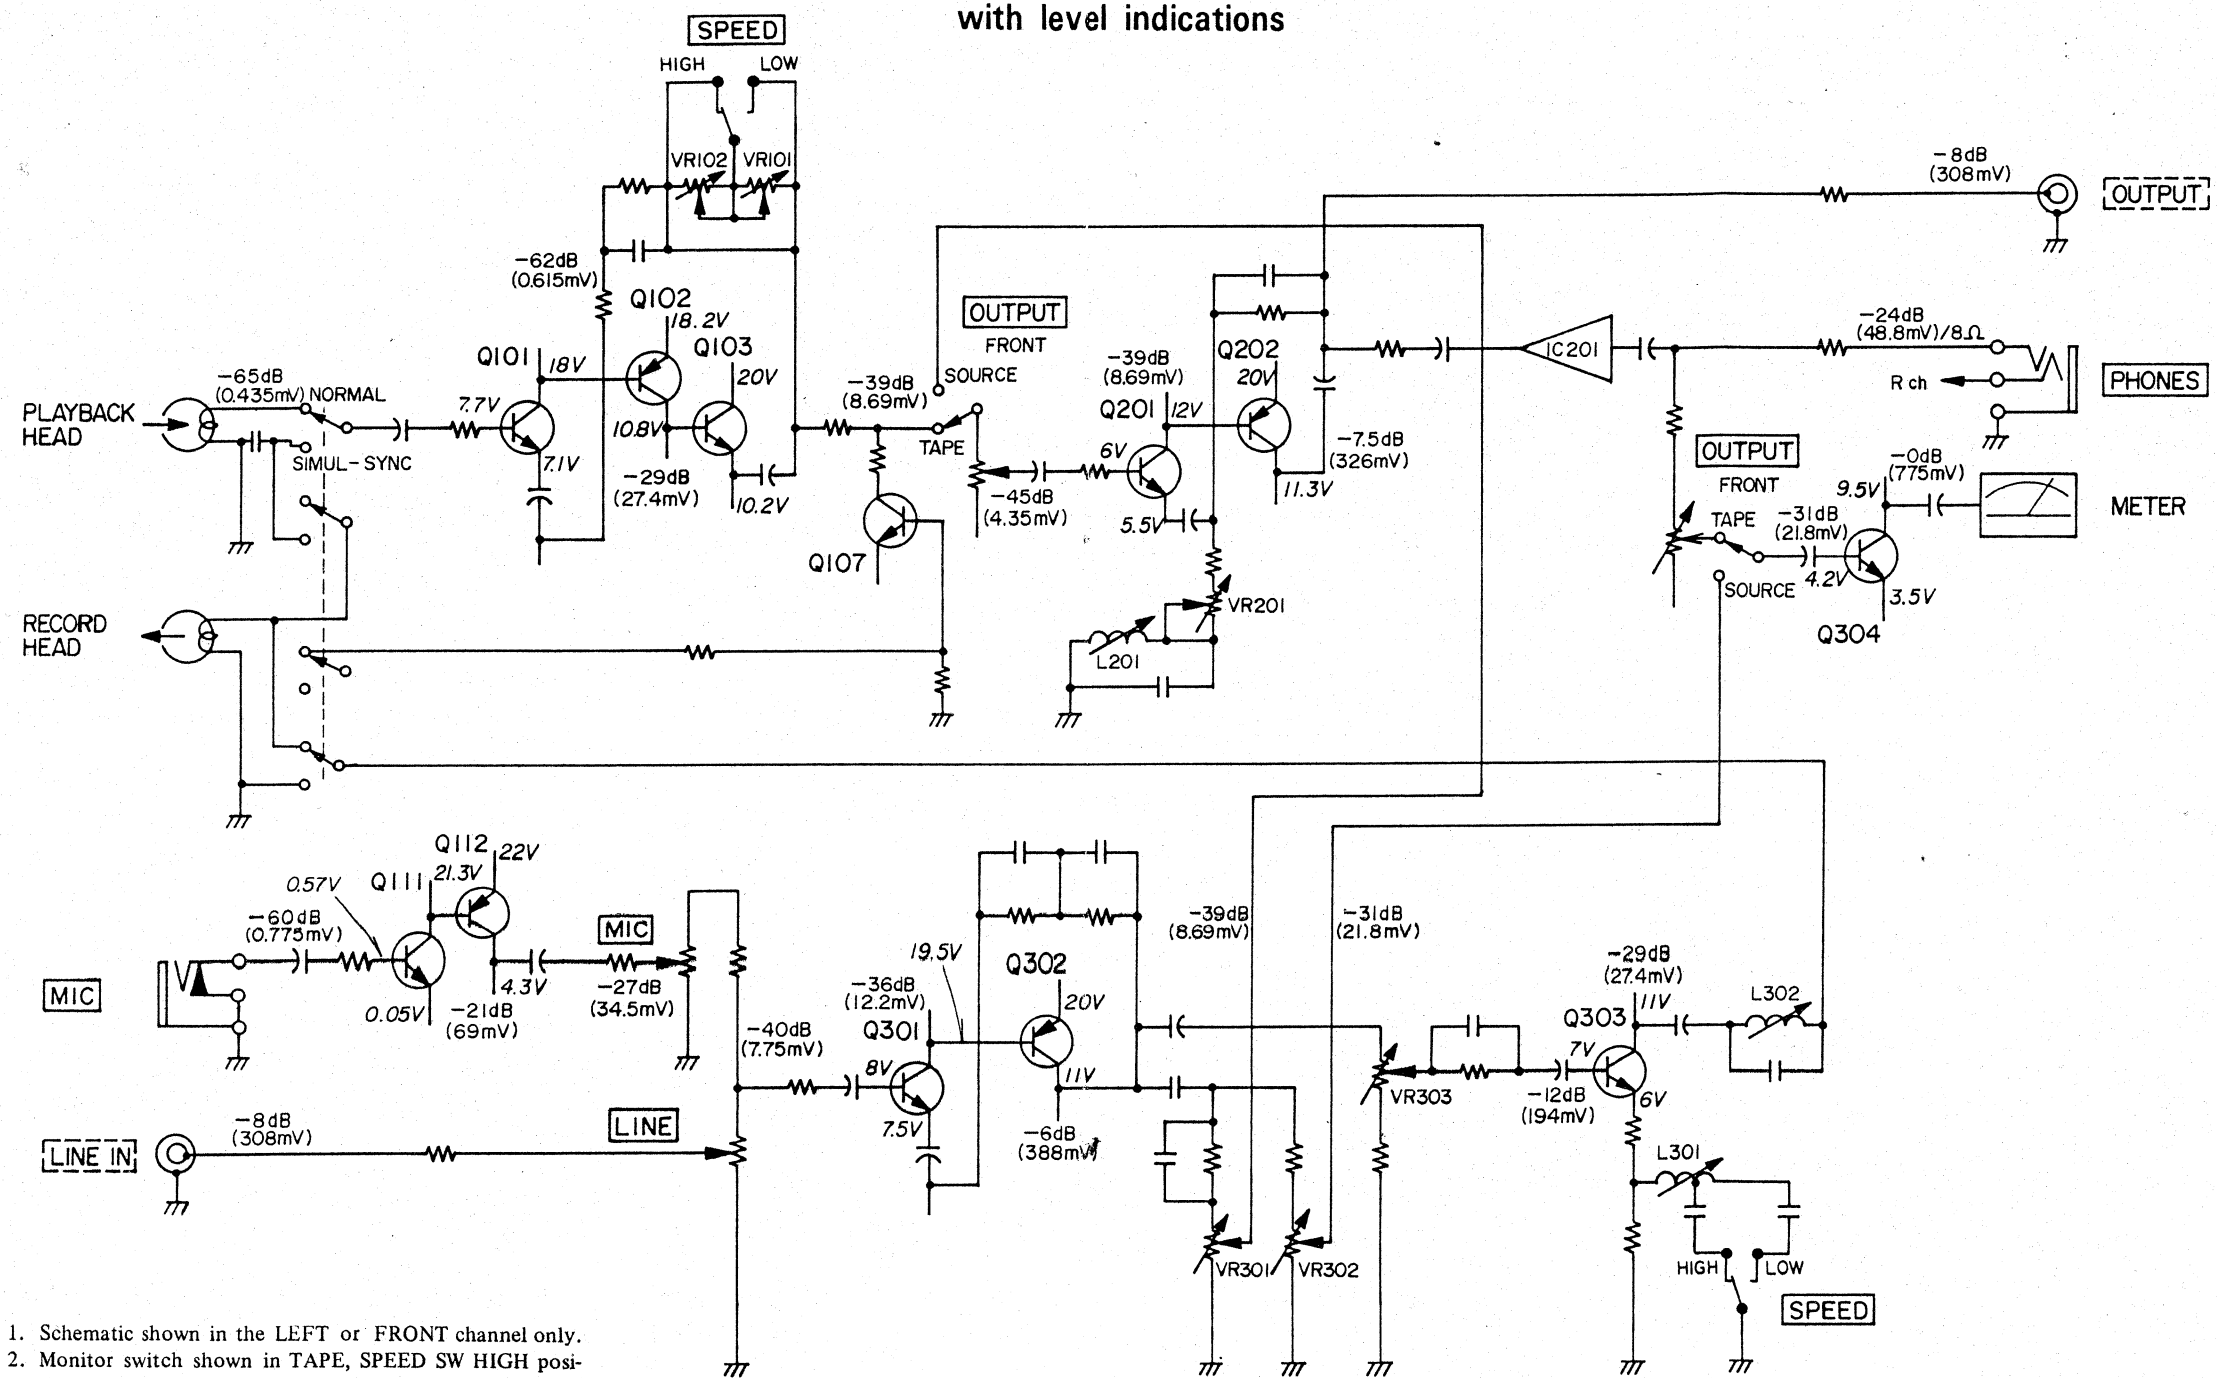 with level indications
SPEED
HIGH
LOW
VR102
VR101
-8dB
(308mV)
OUTPUT
-62dB
(0.615mV)
Q102
18.2V
OUTPUT
FRONT
Q101
18V
Q103
20V
-39dB
(8.69mV)
SOURCE
-39dB
(8.69mV)
Q202
20V
IC201
-24dB
(48.8mV)/8Ω
R ch
PHONES
-65dB
(0.435mV)
NORMAL
PLAYBACK
HEAD
7.7V
10.8V
TAPE
Q201
12V
SIMUL-SYNC
7.1V
-29dB
(27.4mV)
10.2V
6V
-45dB
(4.35mV)
5.5V
-7.5dB
(326mV)
11.3V
OUTPUT
FRONT
TAPE
-31dB
(21.8mV)
-0dB
(775mV)
9.5V
METER
4.2V
SOURCE
3.5V
Q304
Q107
VR201
L201
RECORD
HEAD
Q112
22V
0.57V
Q111
21.3V
-60dB
(0.775mV)
MIC
MIC
0.05V
4.3V
-21dB
(69mV)
-27dB
(34.5mV)
-40dB
(7.75mV)
19.5V
Q302
20V
-36dB
(12.2mV)
Q301
8V
11V
7.5V
-6dB
(388mV)
-39dB
(8.69mV)
-31dB
(21.8mV)
-29dB
(27.4mV)
11V
Q303
L302
7V
VR303
-12dB
(194mV)
6V
LINE IN
-8dB
(308mV)
LINE
L301
VR301
VR302
HIGH
LOW
SPEED
1. Schematic shown in the LEFT or FRONT channel only.
2. Monitor switch shown in TAPE, SPEED SW HIGH posi-